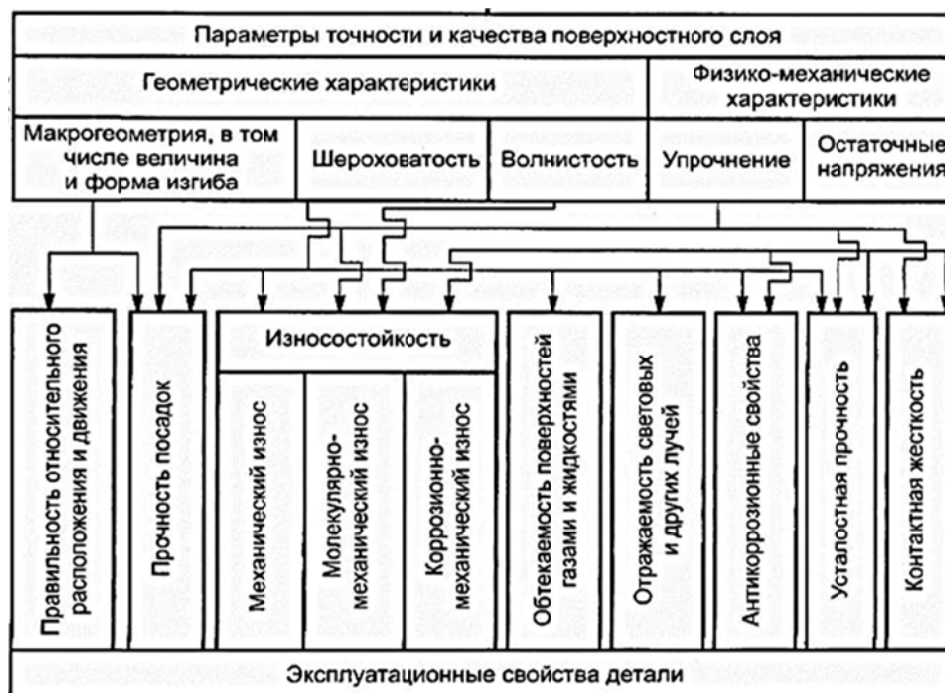 Параметры точности и качества поверхностного слоя
Геометрические характеристики
Физико-механические
характеристики
Макрогеометрия, в том
числе величина
и форма изгиба
Шероховатость
Волнистость
Упрочнение
Остаточные
напряжения
Правильность относительного
расположения и движения
Прочность посадок
Износостойкость
Механический износ
Молекулярно-
механический износ
Коррозионно-
механический износ
Обтекаемость поверхностей
газами и жидкостями
Отражаемость световых
и других лучей
Антикоррозионные свойства
Усталостная прочность
Контактная жесткость
Эксплуатационные свойства детали